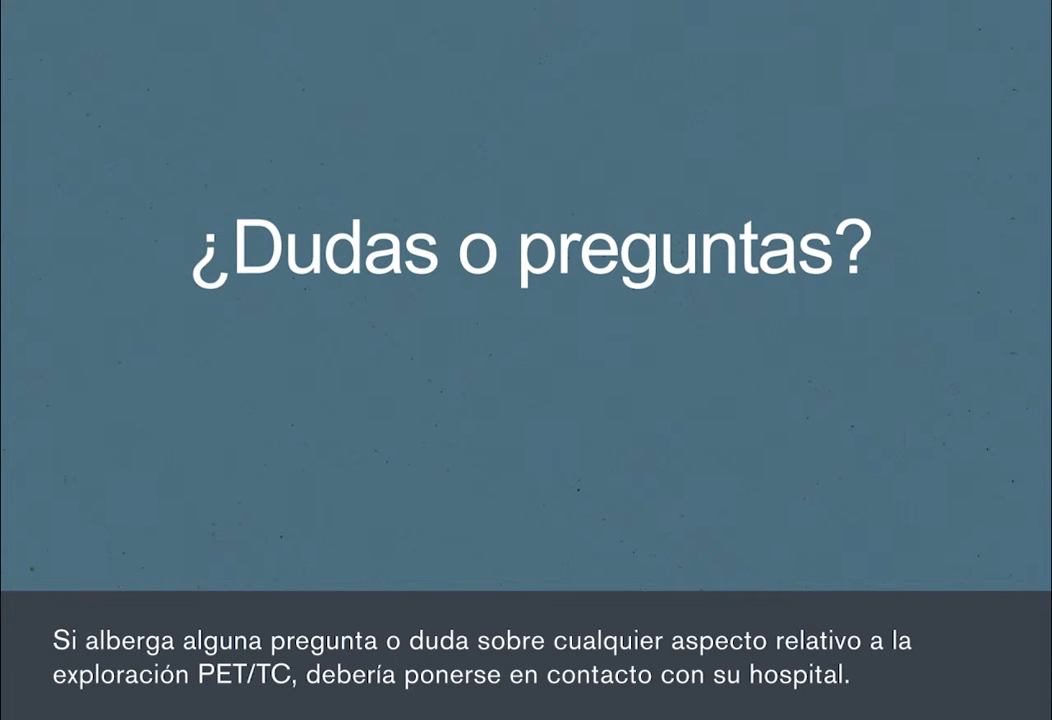 ¿Dudas o preguntas?
Si alberga alguna pregunta o duda sobre cualquier aspecto relativo a la
exploración PET/TC, debería ponerse en contacto con su hospital.